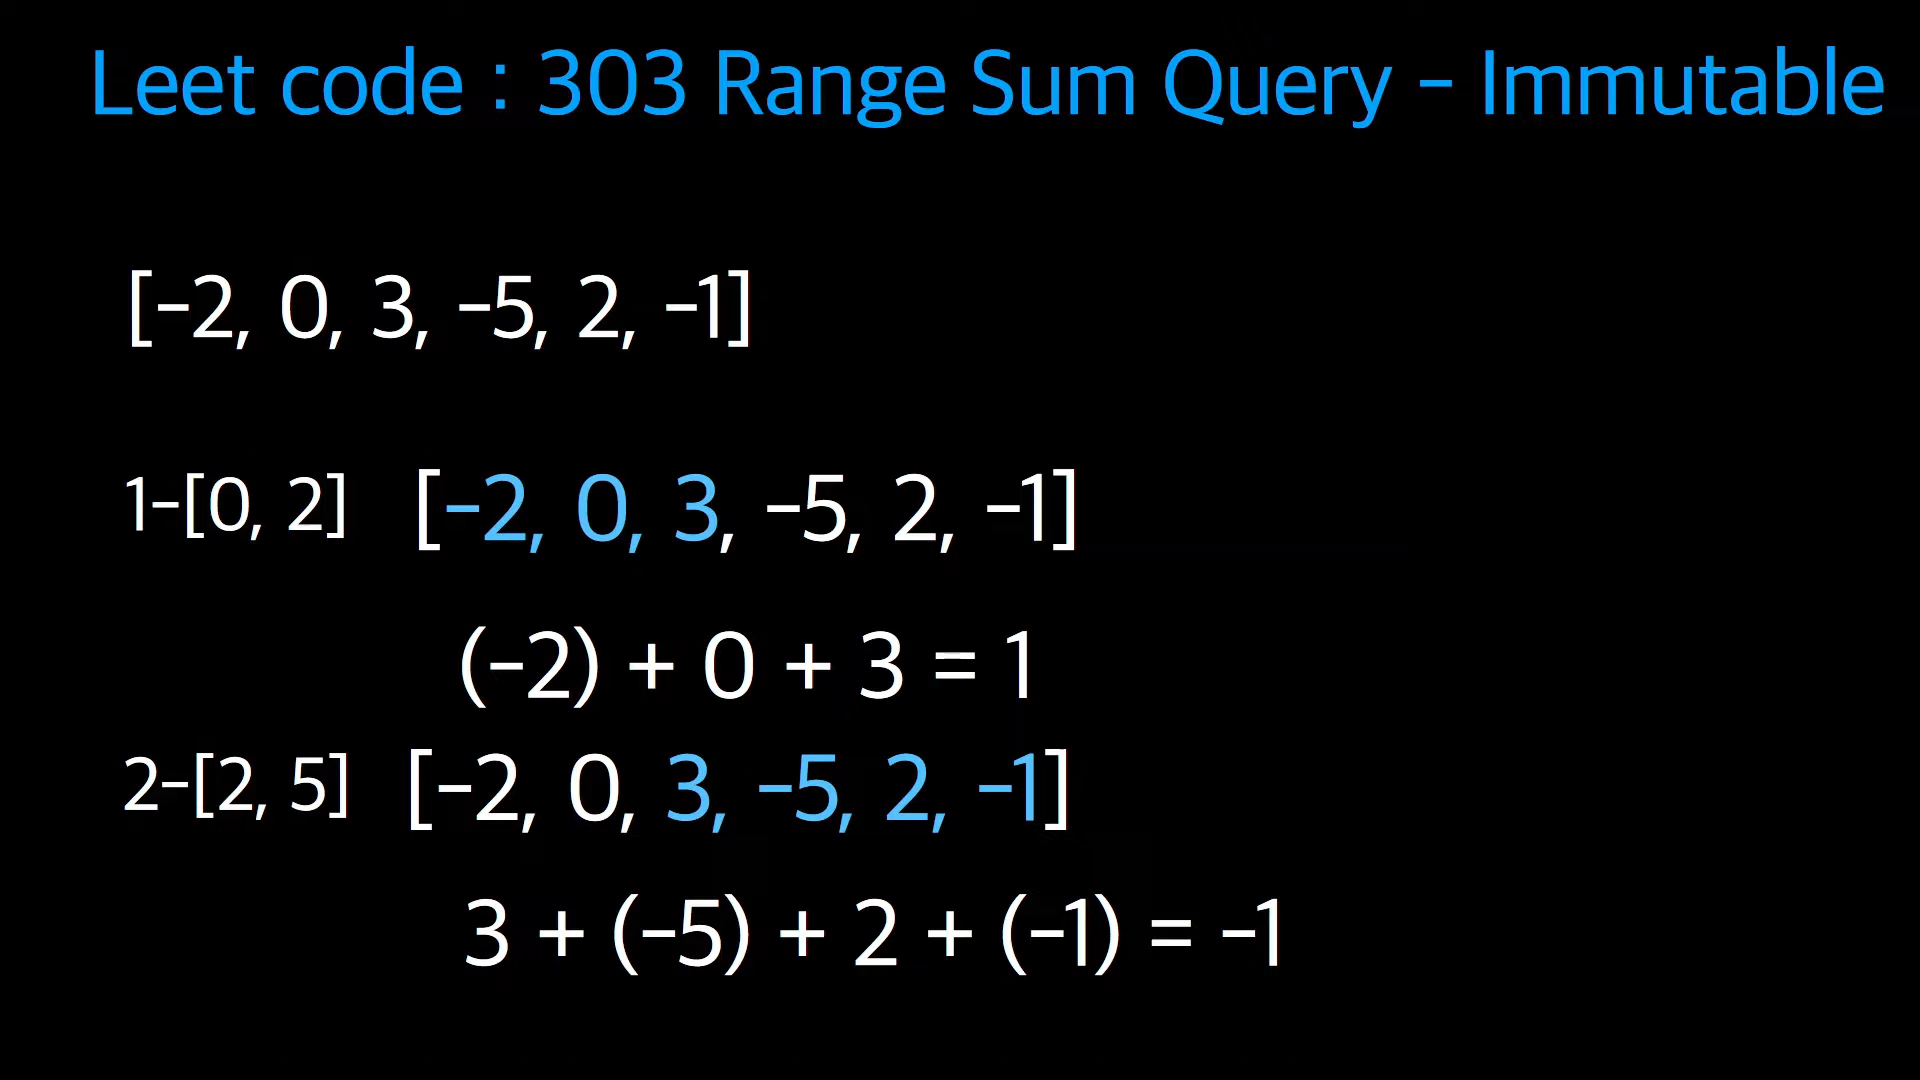 Leet code : 303 Range Sum Query - Immutable
[-2, 0, 3, -5, 2, -1]
1-[0, 2] [-2, 0, 3, -5, 2, -1]
(-2) + 0 + 3 = 1
2-[2, 5] [-2, 0, 3, -5, 2, -1]
3 + (-5) + 2 + (-1) = -1